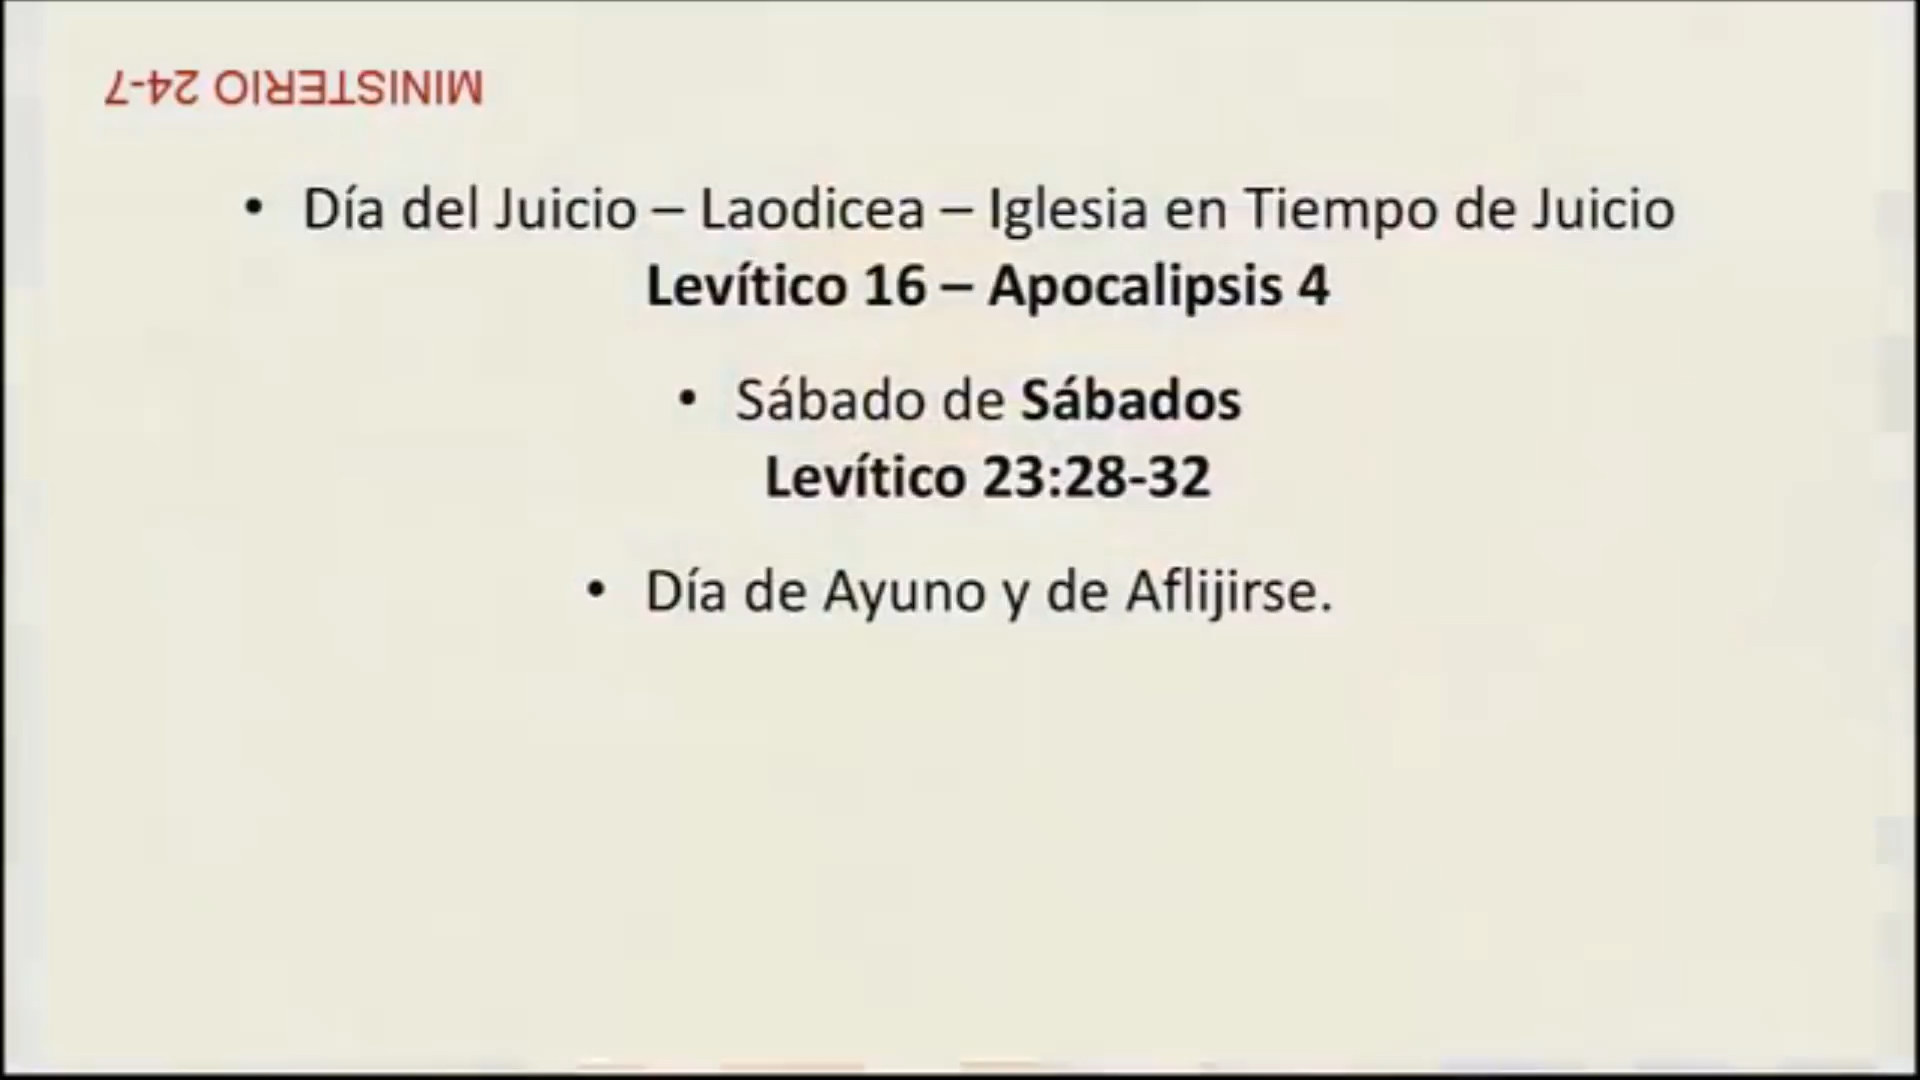 MINISTERIO 24-7
• Día del Juicio – Laodicea – Iglesia en Tiempo de Juicio
Levítico 16 – Apocalipsis 4
• Sábado de Sábados
Levítico 23:28-32
• Día de Ayuno y de Aflijirse.